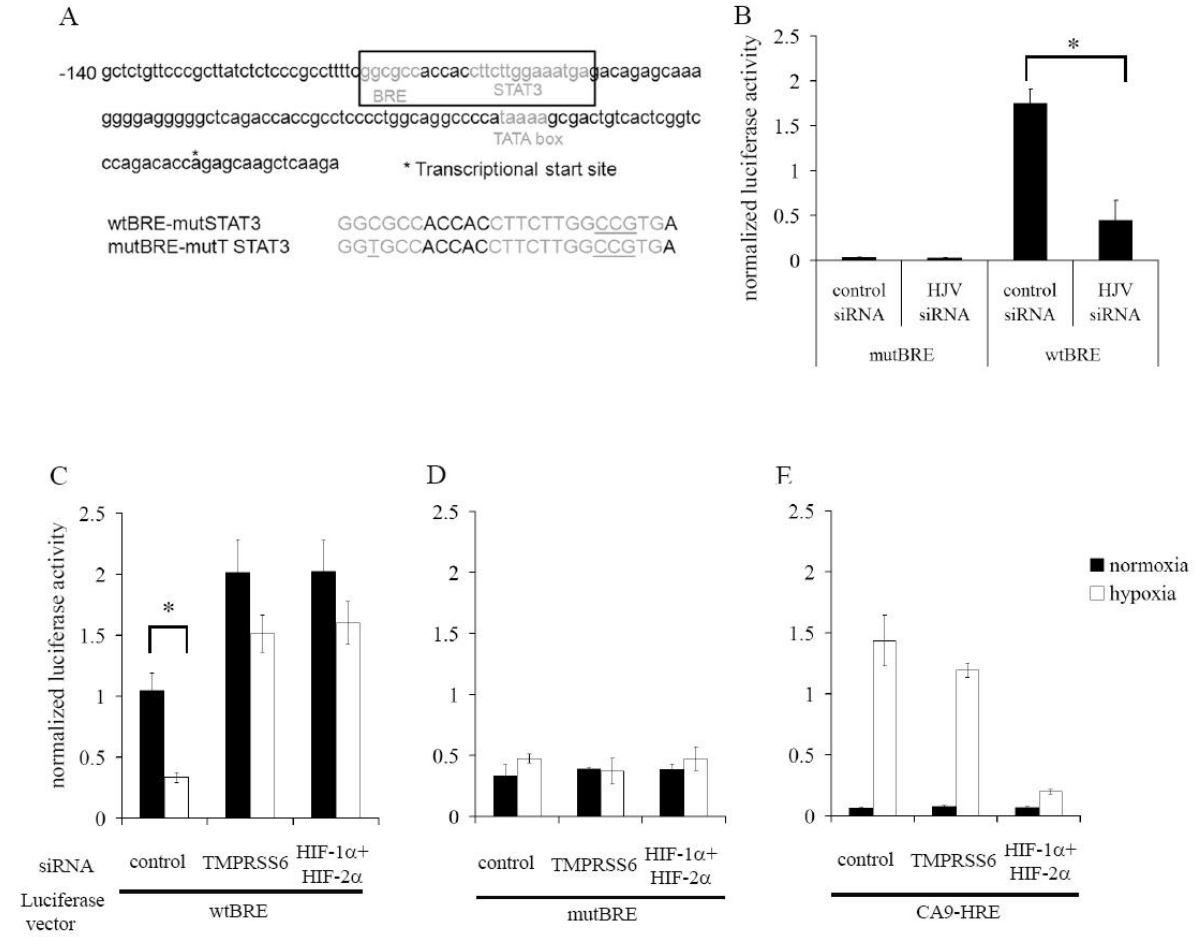 A
-140 gctctgttcccgcttatctctcccgccttttcggcgccaccaccttcttggaaatgagacagagcaaa
BRE STAT3
ggggagggggctcagaccaccgcctcccctggcaggccccataaaagcgactgtcactcggtc
TATA box
*
ccagacaccagagcaagctcaaga * Transcriptional start site
wtBRE-mutSTAT3 GGCGCCACCACCTTCTTGGCCGTGA
mutBRE-mutT STAT3 GGTGCCACCACCTTCTTGGCCGTGA
B
normalized luciferase activity
2.5
2
1.5
1
0.5
0
*
control siRNA
HJV siRNA
control siRNA
HJV siRNA
mutBRE
wtBRE
C
normalized luciferase activity
2.5
2
1.5
1
0.5
0
*
siRNA
control
TMPRSS6
HIF-1α+
HIF-2α
Luciferase
vector
wtBRE
D
2.5
2
1.5
1
0.5
0
control
TMPRSS6
HIF-1α+
HIF-2α
mutBRE
E
2.5
2
1.5
1
0.5
0
control
TMPRSS6
HIF-1α+
HIF-2α
CA9-HRE
normoxia
hypoxia